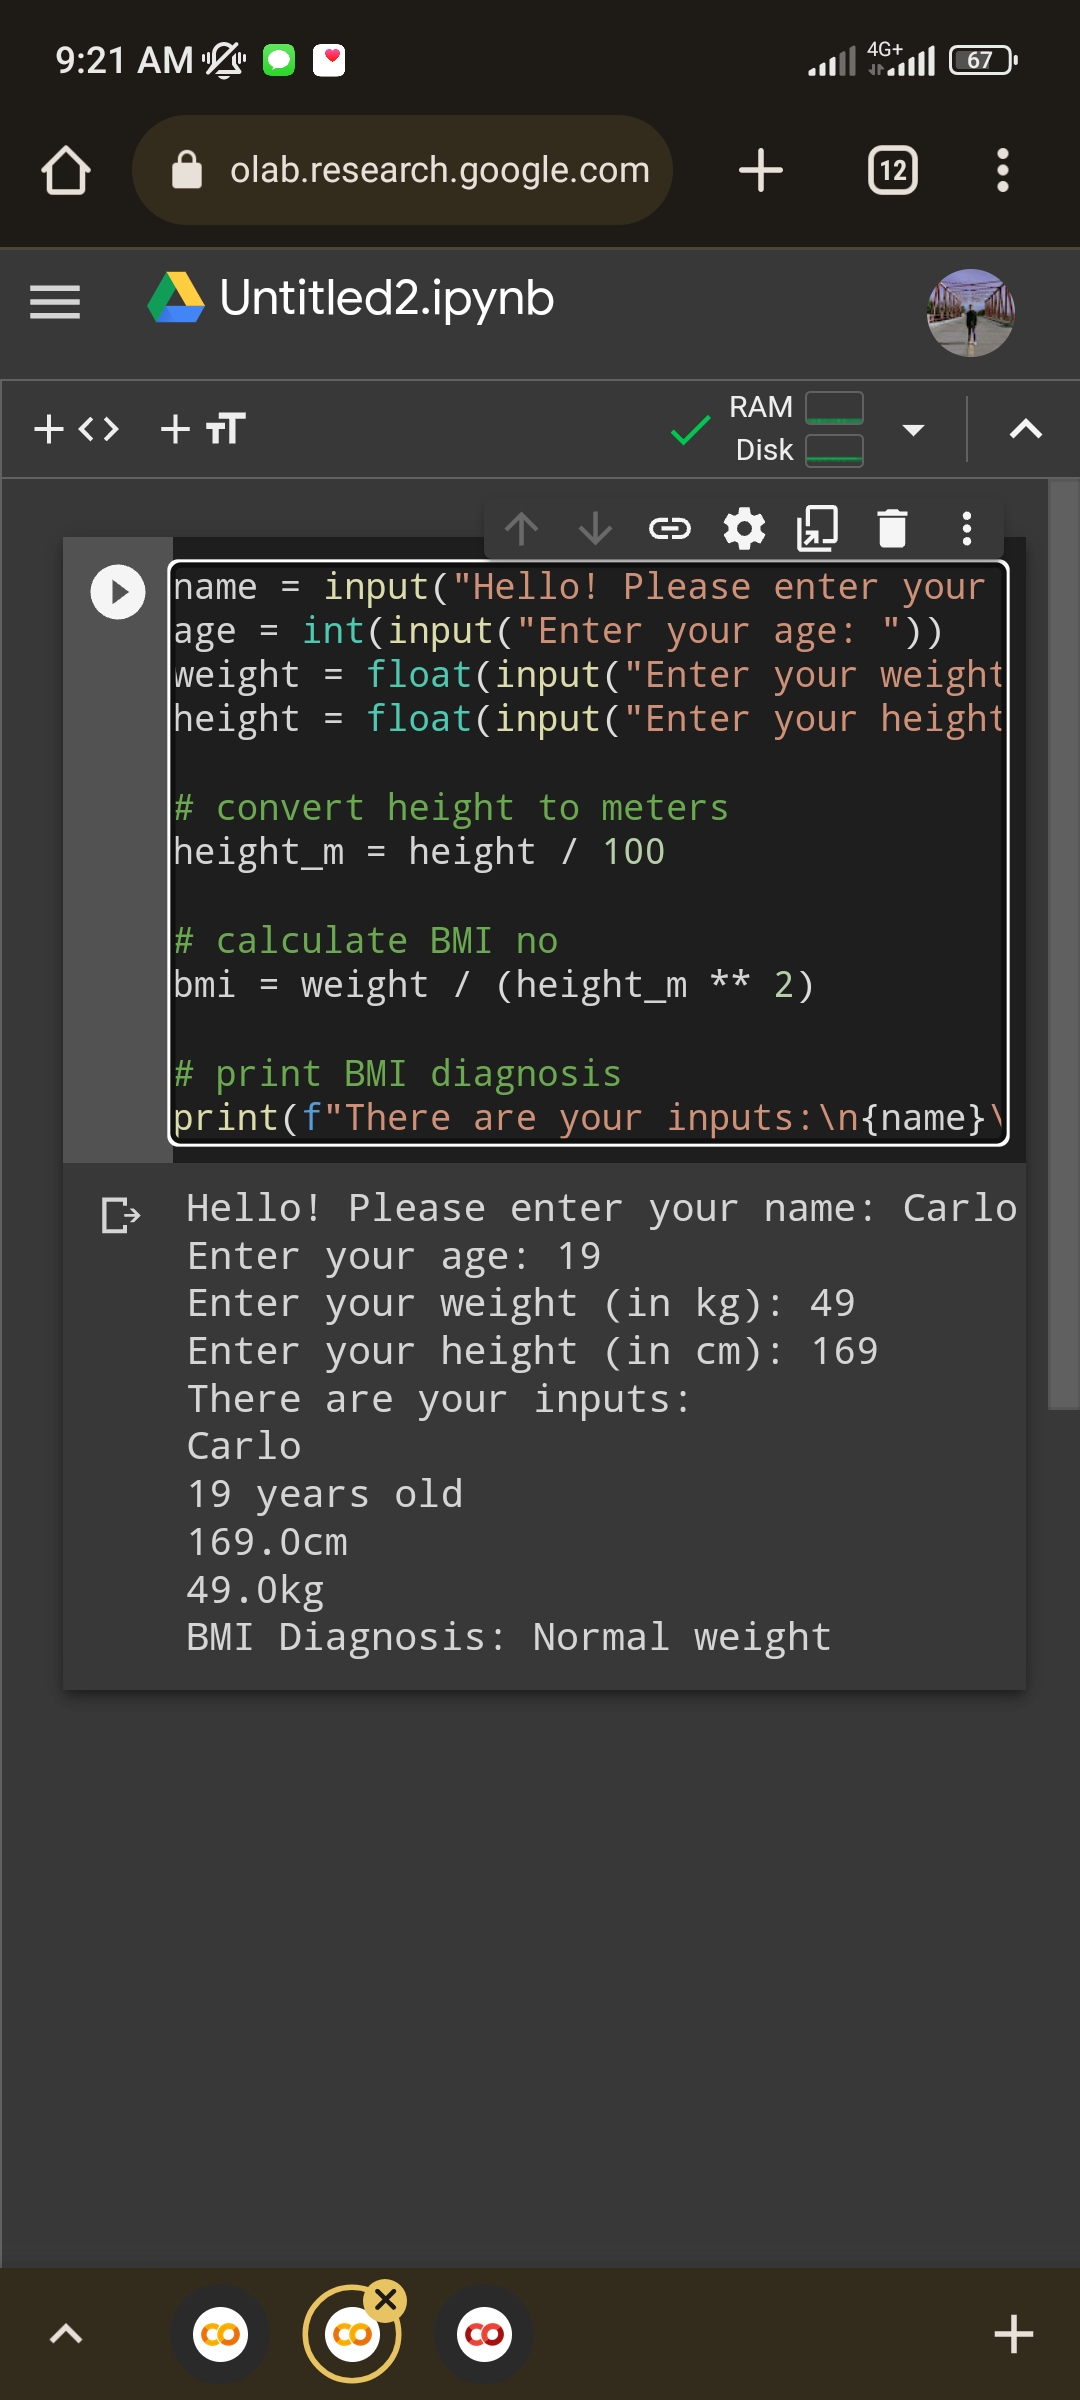 9:21 AM
4G+
67
olab.research.google.com
12
Untitled2.ipynb
RAM
Disk
name = input("Hello! Please enter your
age = int(input("Enter your age: "))
weight = float(input("Enter your weight
height = float(input("Enter your height
# convert height to meters
height_m = height / 100
# calculate BMI no
bmi = weight / (height_m ** 2)
# print BMI diagnosis
print(f"There are your inputs:\n{name}\
Hello! Please enter your name: Carlo
Enter your age: 19
Enter your weight (in kg): 49
Enter your height (in cm): 169
There are your inputs:
Carlo
19 years old
169.0cm
49.0kg
BMI Diagnosis: Normal weight